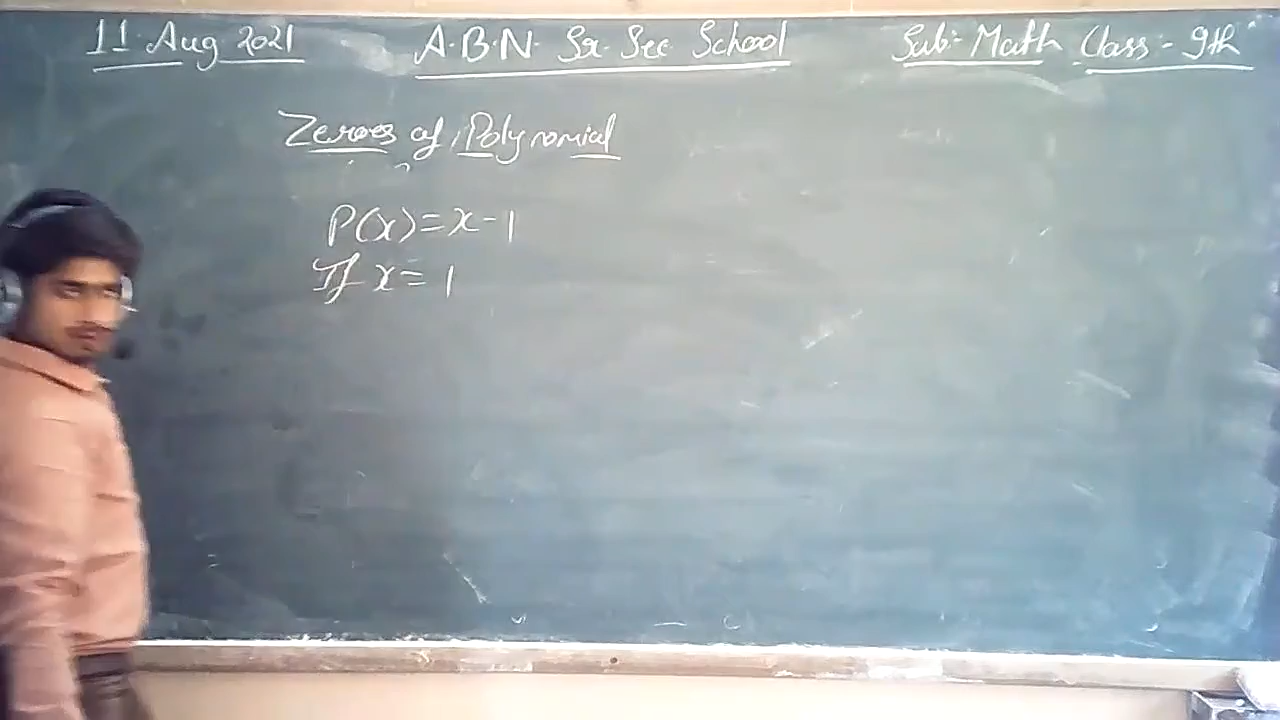 11 Aug 2021 A.B.N. Sr. Sec School Sub:- Math Class - 9th
Zeroes of Polynomial
P(x)=x-1
If x=1